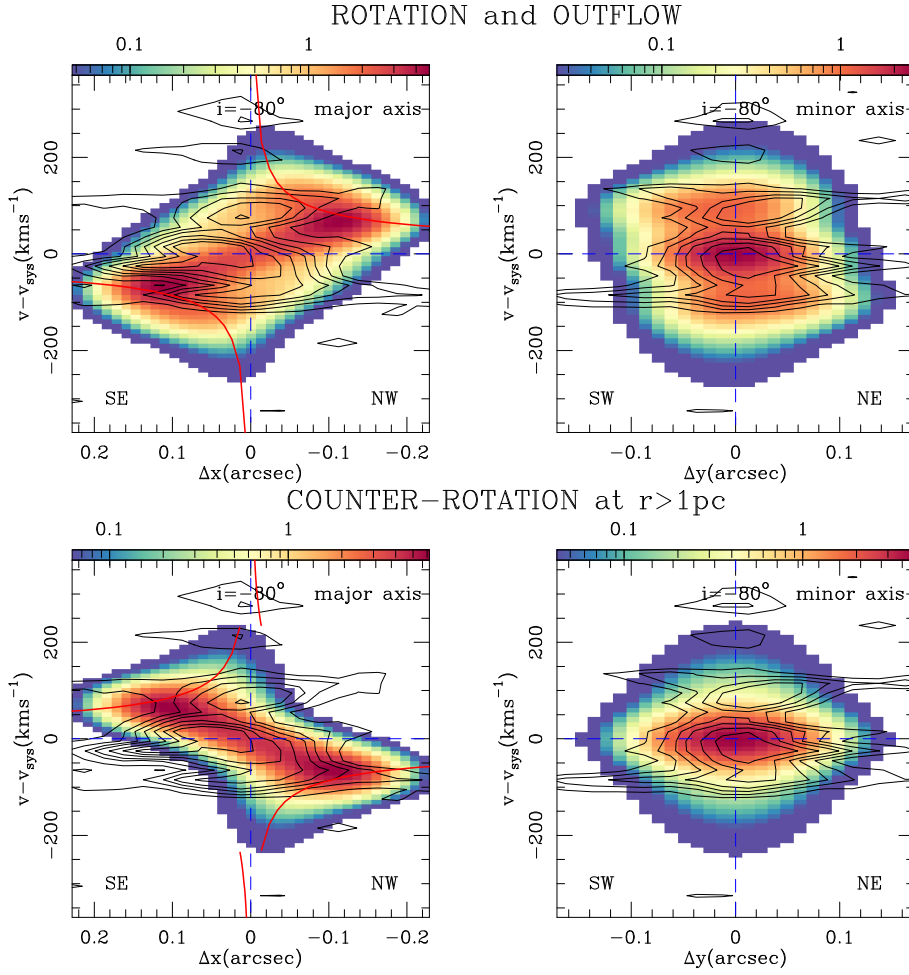 ROTATION and OUTFLOW
0.1 1 0.1 1
i=−80° major axis i=−80° minor axis
v−v_sys(kms⁻¹) −200 0 200 v−v_sys(kms⁻¹) −200 0 200
SE NW SW NE
0.2 0.1 0 −0.1 −0.2 −0.1 0 0.1
Δx(arcsec) Δy(arcsec)
COUNTER−ROTATION at r>1pc
0.1 1 0.1 1
i=−80° major axis i=−80° minor axis
v−v_sys(kms⁻¹) −200 0 200 v−v_sys(kms⁻¹) −200 0 200
SE NW SW NE
0.2 0.1 0 −0.1 −0.2 −0.1 0 0.1
Δx(arcsec) Δy(arcsec)